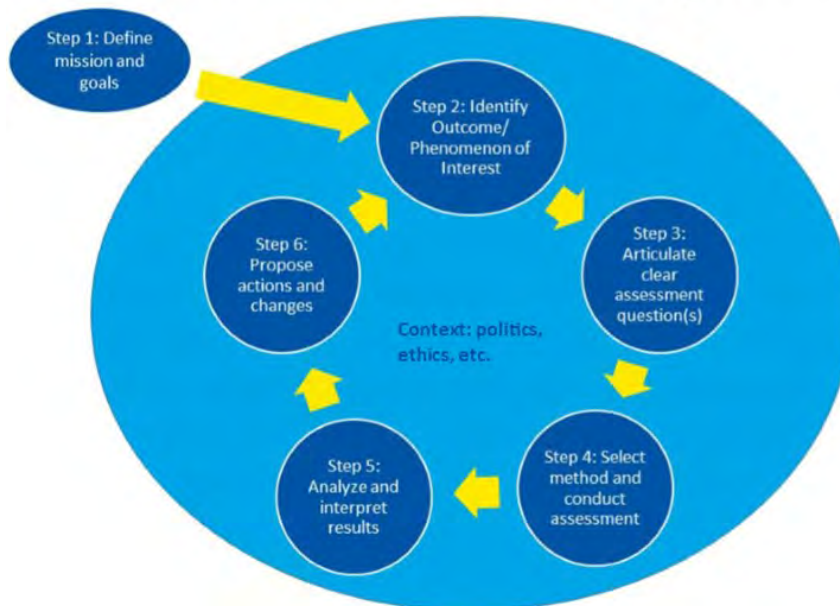 Step 1: Define
mission and
goals
Step 2: Identify
Outcome/
Phenomenon of
Interest
Step 3:
Articulate
clear
assessment
question(s)
Step 4: Select
method and
conduct
assessment
Step 5:
Analyze and
interpret
results
Step 6:
Propose
actions and
changes
Context: politics,
ethics, etc.